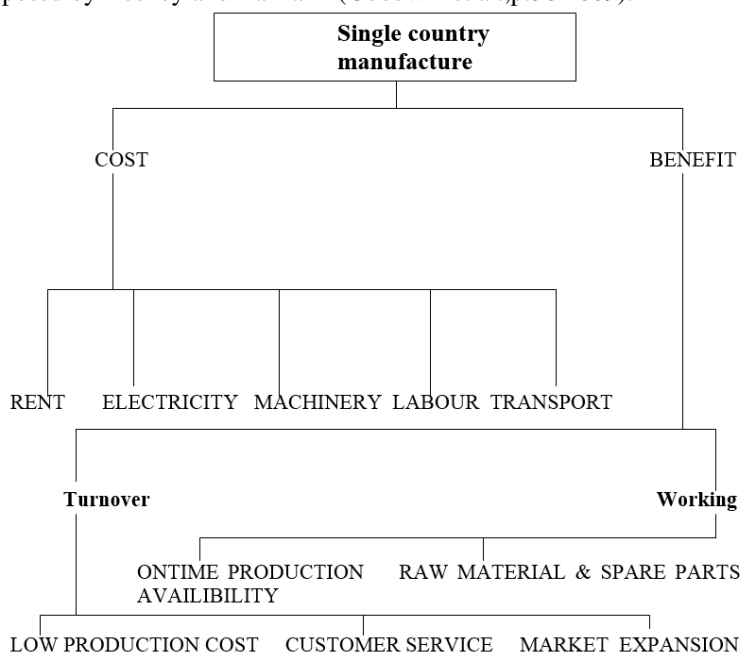 Single country
manufacture
COST BENEFIT
RENT ELECTRICITY MACHINERY LABOUR TRANSPORT
Turnover Working
ONTIME PRODUCTION RAW MATERIAL & SPARE PARTS
AVAILIBILITY
LOW PRODUCTION COST CUSTOMER SERVICE MARKET EXPANSION